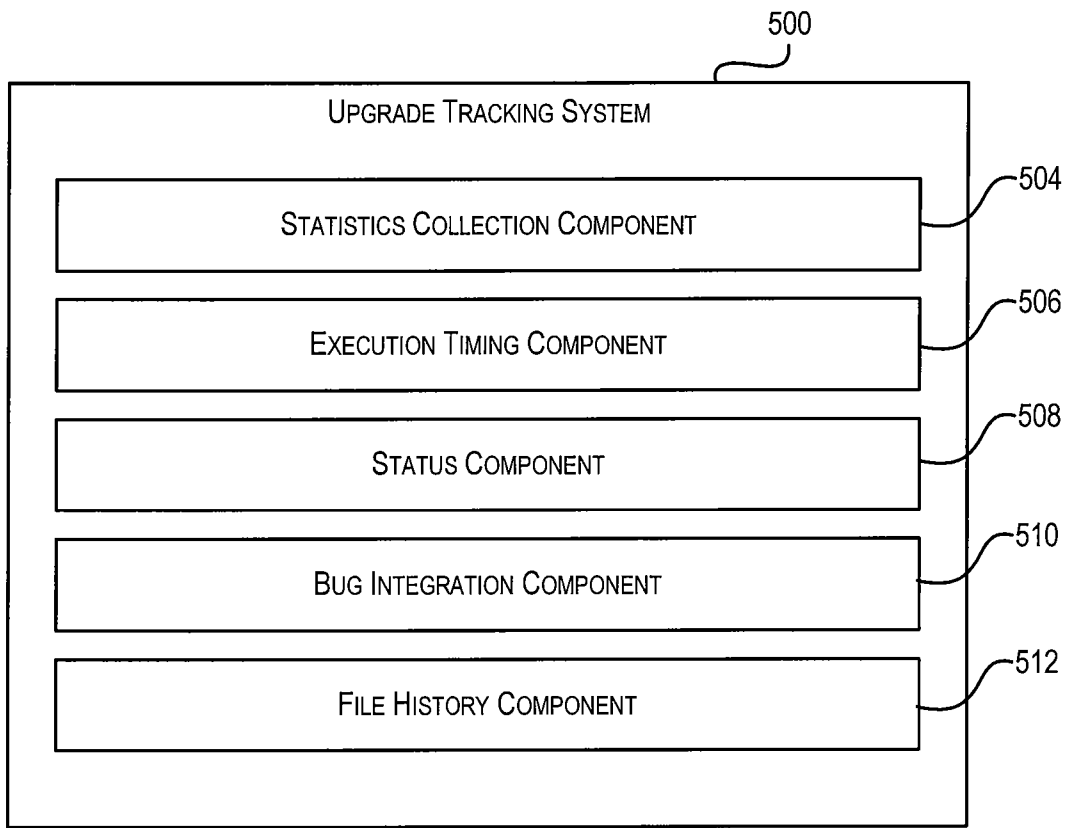 500
UPGRADE TRACKING SYSTEM
STATISTICS COLLECTION COMPONENT
504
EXECUTION TIMING COMPONENT
506
STATUS COMPONENT
508
BUG INTEGRATION COMPONENT
510
FILE HISTORY COMPONENT
512